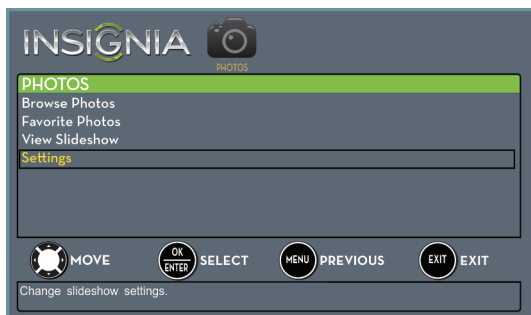 INSIGNIA
PHOTOS
PHOTOS
Browse Photos
Favorite Photos
View Slideshow
Settings
MOVE
OK
ENTER
SELECT
MENU
PREVIOUS
EXIT
EXIT
Change slideshow settings.